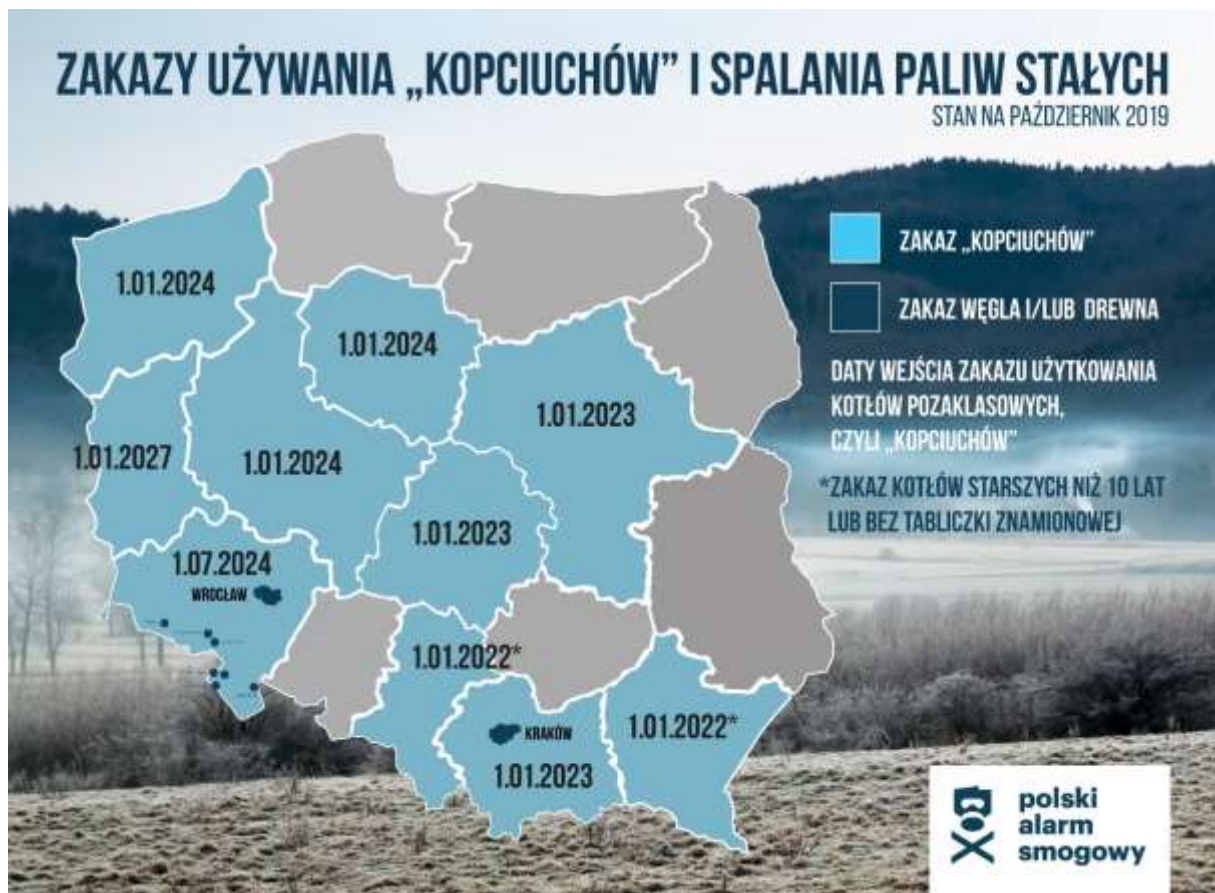 ZAKAZY UŻYWANIA „KOPCIUCHÓW” I SPALANIA PALIW STAŁYCH
STAN NA PAŹDZIERNIK 2019
ZAKAZ „KOPCIUCHÓW”
ZAKAZ WĘGLA I/LUB DREWNA
DATY WEJŚCIA ZAKAZU UŻYTKOWANIA
KOTŁÓW POZAKLASOWYCH,
CZYLI „KOPCIUCHÓW”
*ZAKAZ KOTŁÓW STARSZYCH NIŻ 10 LAT
LUB BEZ TABLICZKI ZNAMIONOWEJ
1.01.2024
1.01.2024
1.01.2023
1.01.2027
1.01.2024
1.01.2023
1.07.2024
WROCŁAW
1.01.2022*
KRAKÓW
1.01.2023
1.01.2022*
polski
alarm
smogowy